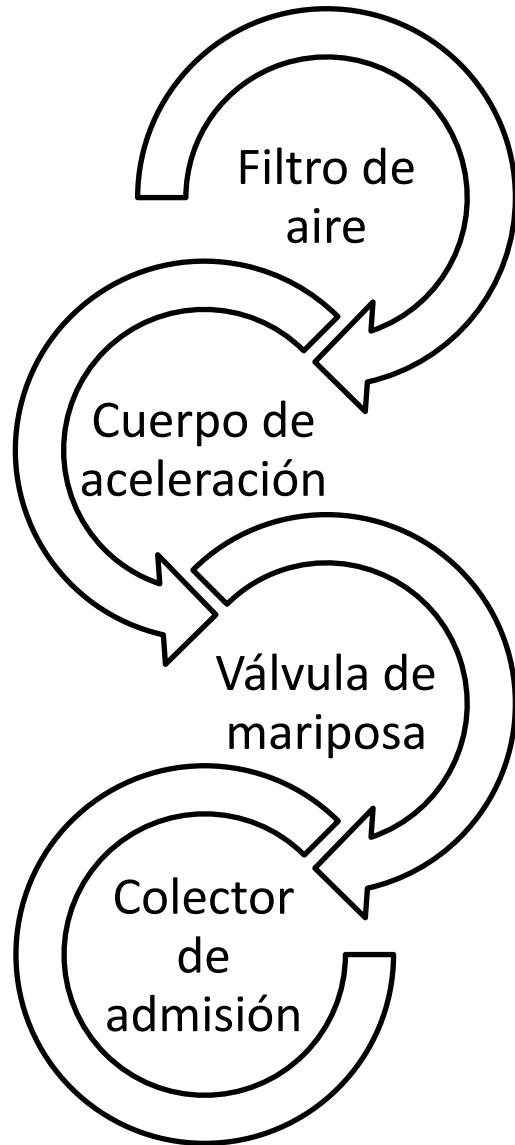 Filtro de
aire
Cuerpo de
aceleración
Válvula de
mariposa
Colector
de
admisión